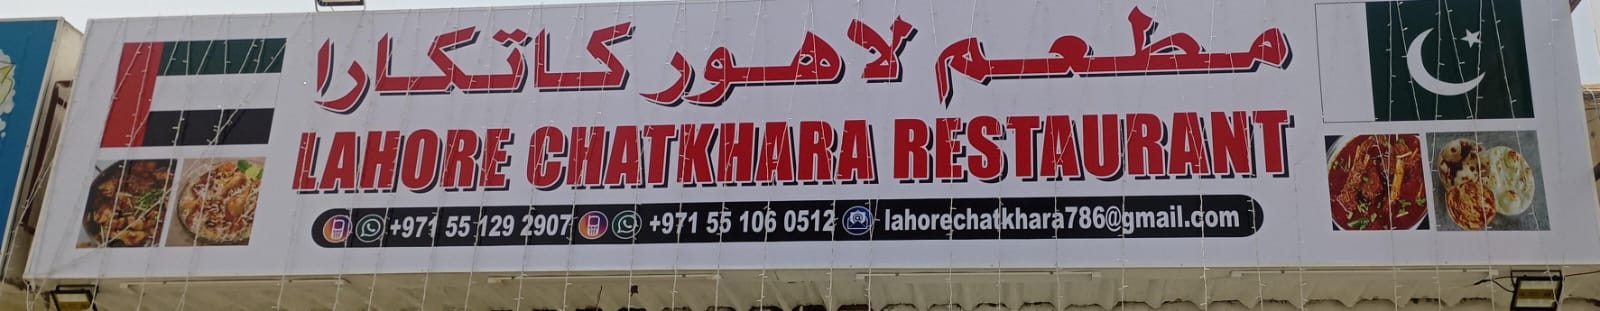 مطعم لاهور كاتكارا
LAHORE CHATKHARA RESTAURANT
+971 55 129 2907 +971 55 106 0512 lahorechatkhara786@gmail.com